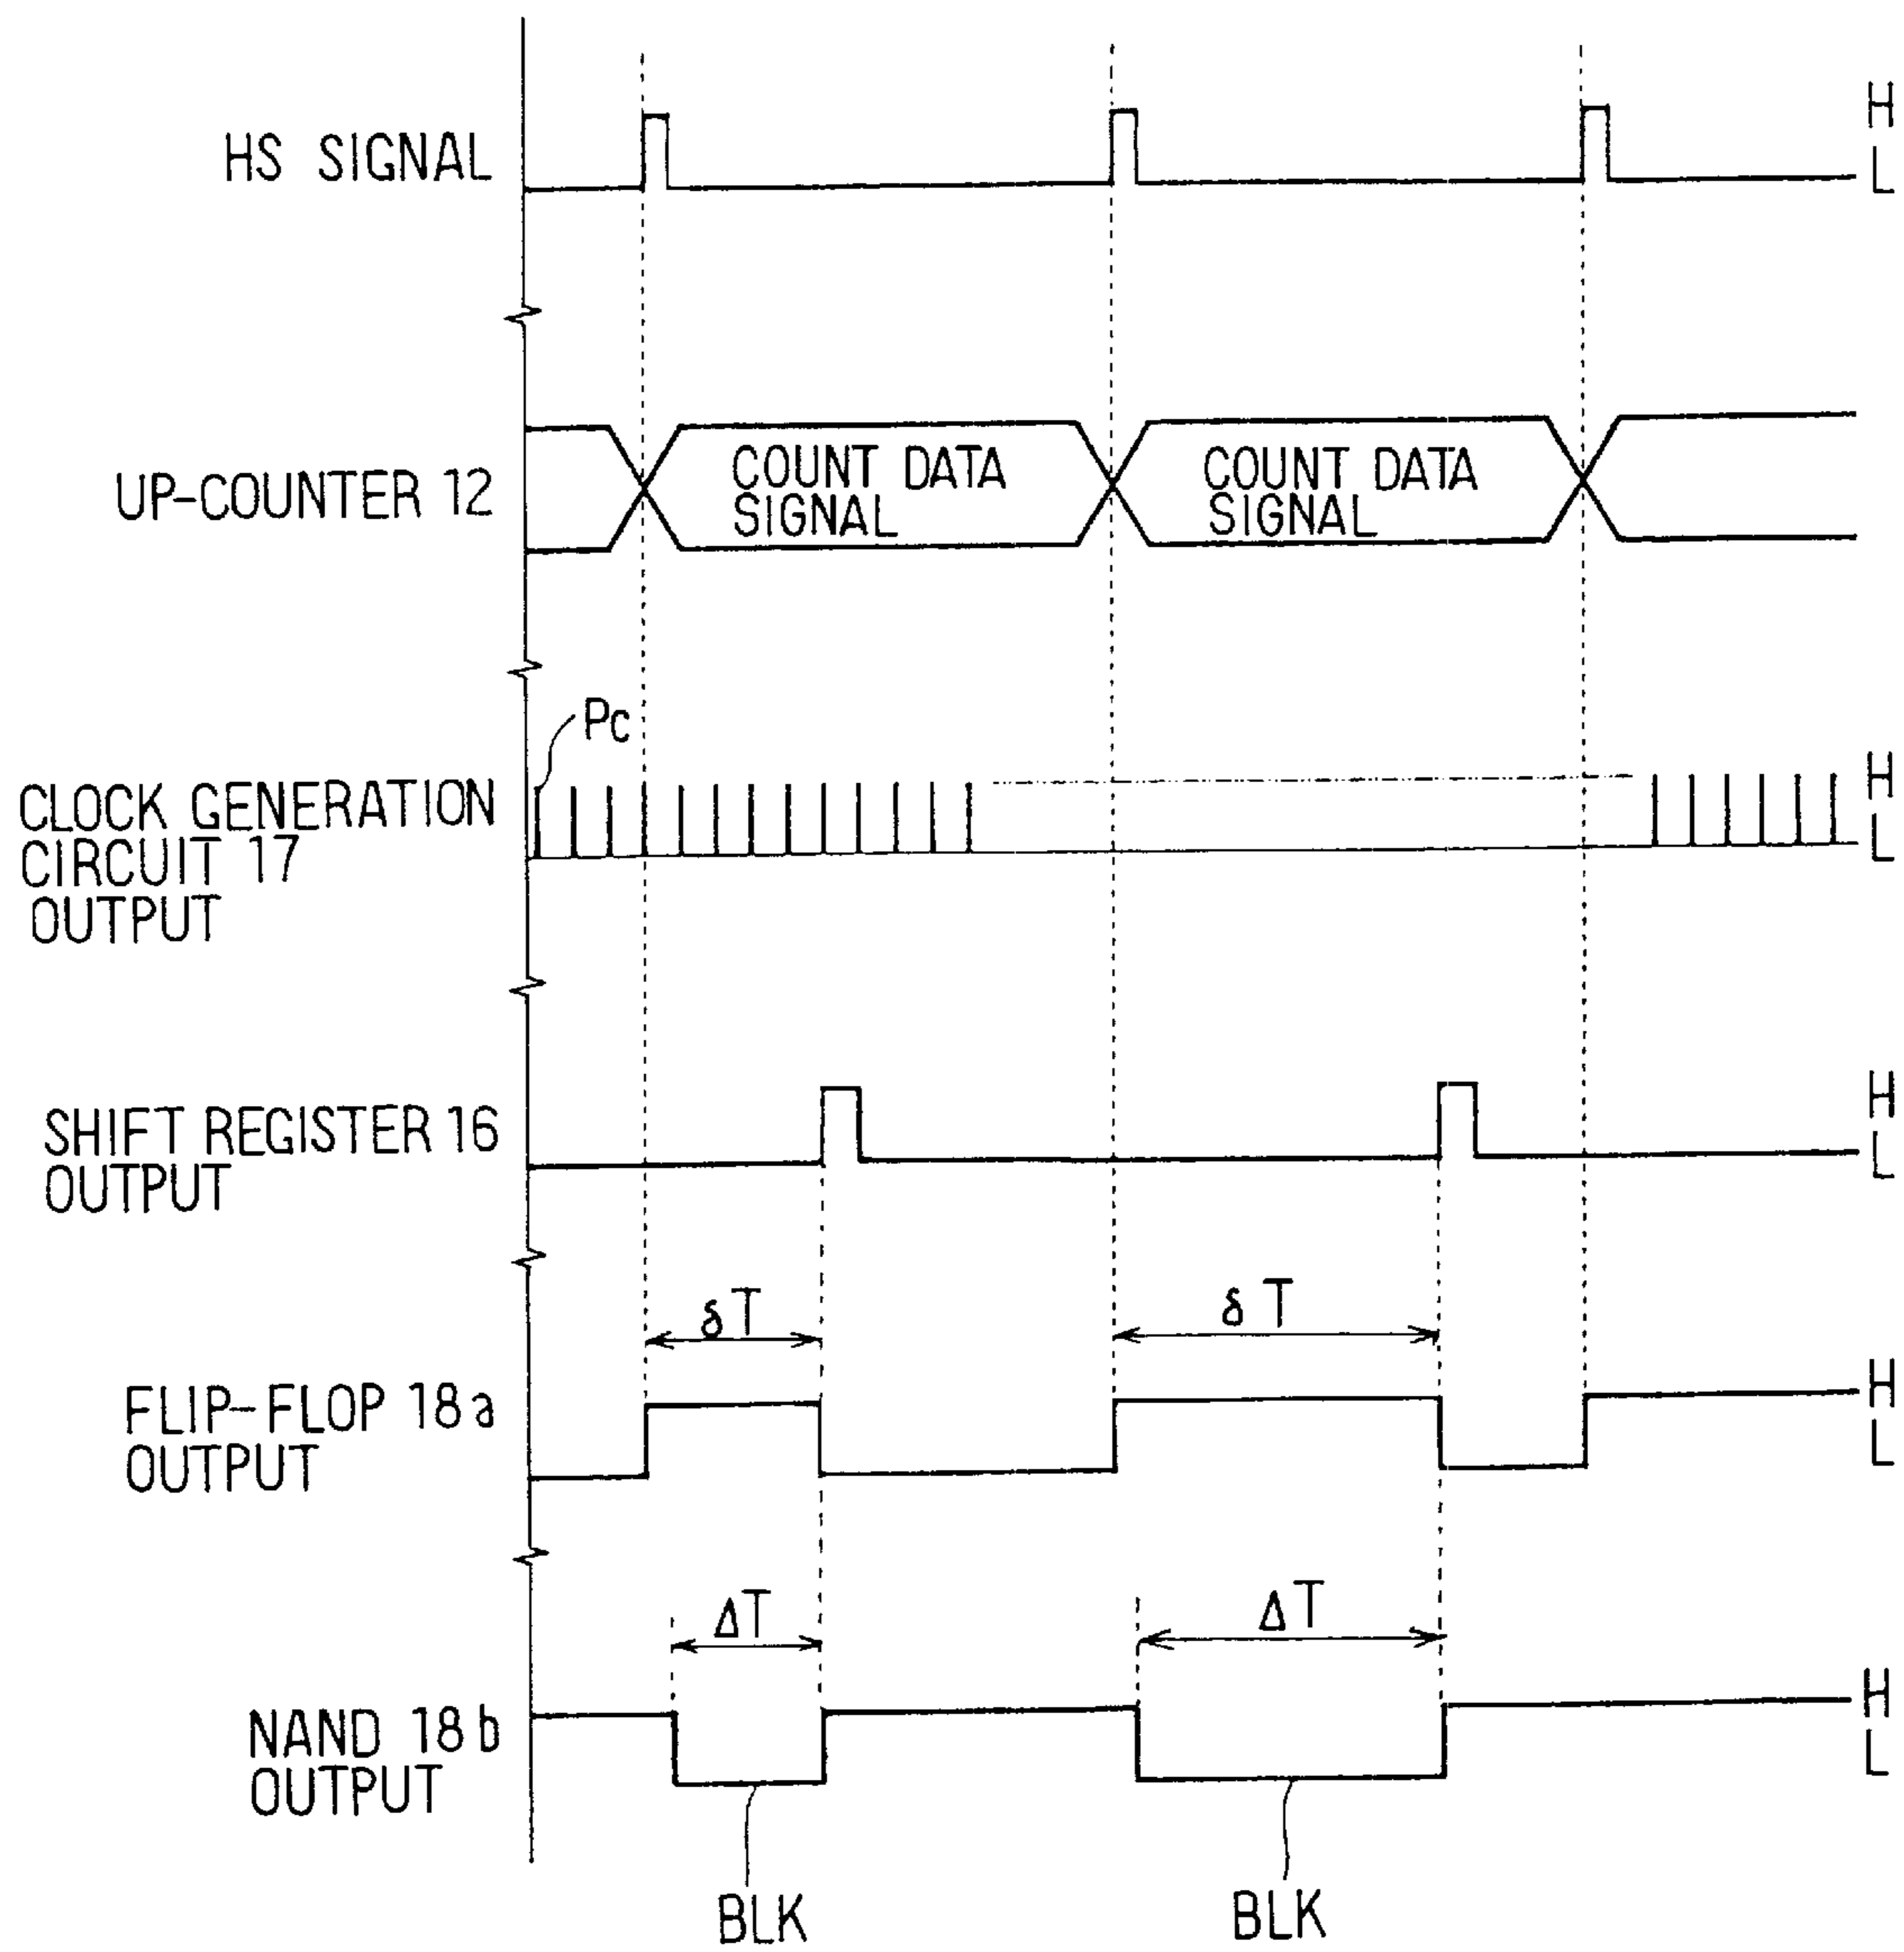 HS SIGNAL
H
L
UP-COUNTER 12
COUNT DATA
SIGNAL
COUNT DATA
SIGNAL
Pc
CLOCK GENERATION
CIRCUIT 17
OUTPUT
H
L
SHIFT REGISTER 16
OUTPUT
H
L
δT
δT
FLIP-FLOP 18a
OUTPUT
H
L
ΔT
ΔT
NAND 18b
OUTPUT
H
L
BLK
BLK